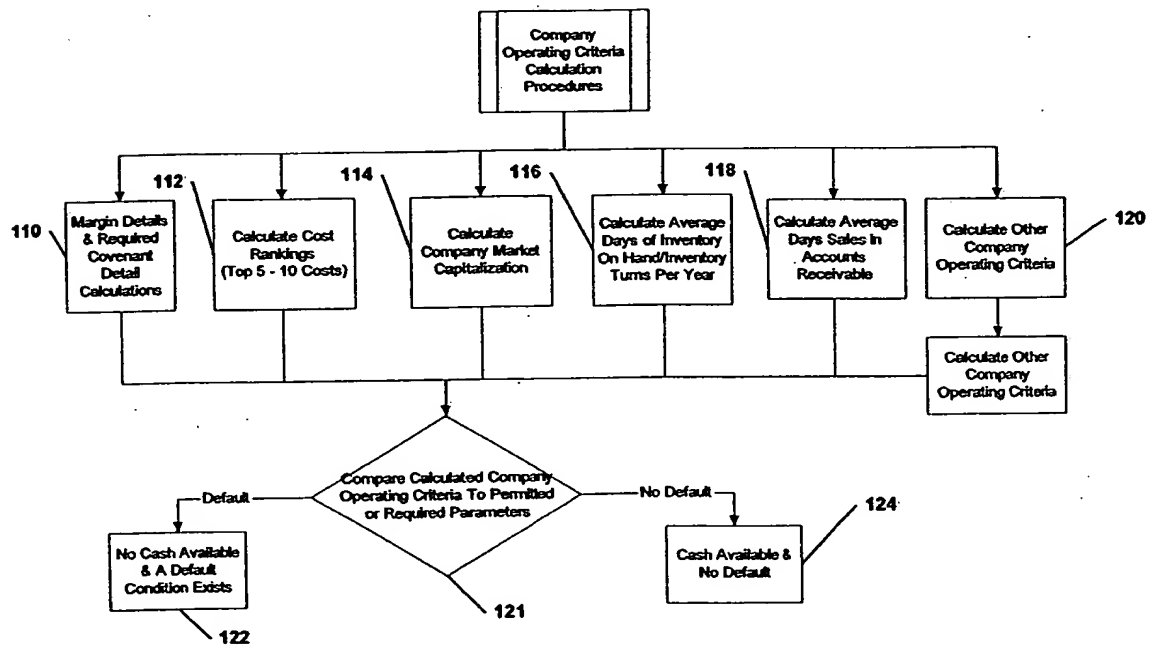 Company
Operating Criteria
Calculation
Procedures
110
Margin Details
& Required
Covenant
Detail
Calculations
112
Calculate Cost
Rankings
(Top 5 - 10 Costs)
114
Calculate
Company Market
Capitalization
116
Calculate Average
Days of Inventory
On Hand/Inventory
Turns Per Year
118
Calculate Average
Days Sales In
Accounts
Receivable
120
Calculate Other
Company
Operating Criteria
Calculate Other
Company
Operating Criteria
Compare Calculated Company
Operating Criteria To Permitted
or Required Parameters
121
Default
No Default
No Cash Available
& A Default
Condition Exists
122
Cash Available &
No Default
124